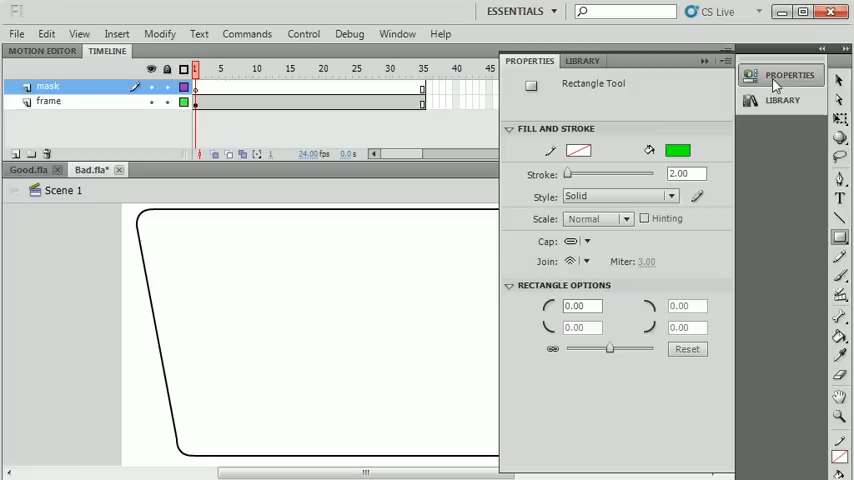 Fl
ESSENTIALS
CS Live
File Edit View Insert Modify Text Commands Control Debug Window Help
MOTION EDITOR TIMELINE
PROPERTIES LIBRARY
1 5 10 15 20 25 30 35 40 45
mask
frame
Rectangle Tool
PROPERTIES
LIBRARY
FILL AND STROKE
1 24.00 fps 0.0 s
Good.fla
Bad.fla*
Stroke: 2.00
Scene 1
Style: Solid
Scale: Normal Hinting
Cap:
Join: Miter: 3.00
RECTANGLE OPTIONS
0.00 0.00
0.00 0.00
Reset